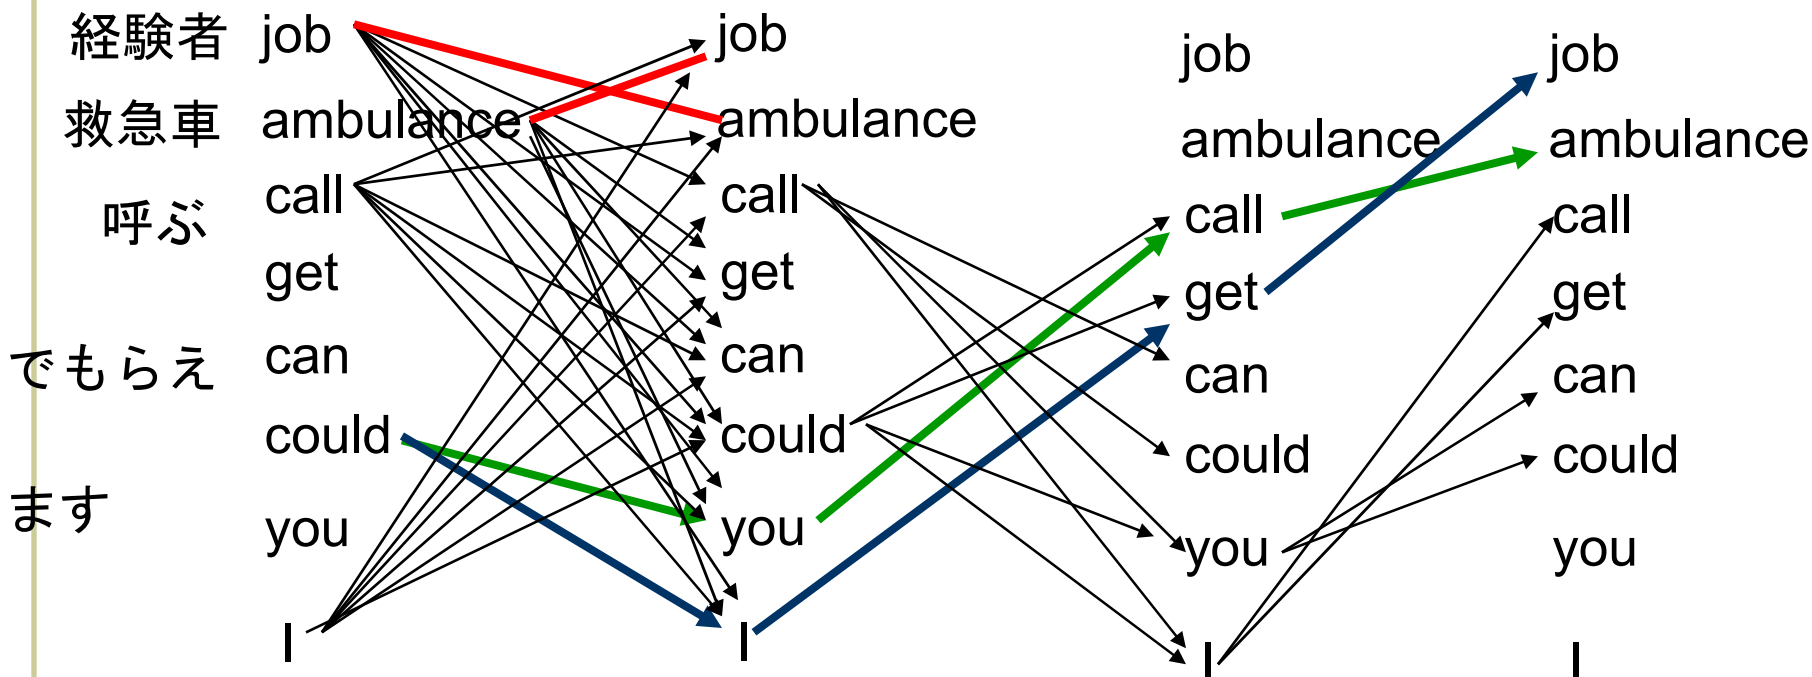 経験者 job job job job
救急車 ambulance ambulance ambulance ambulance
呼ぶ call call call call
get get get get
でもらえ can can can can
could could could could
ます you you you you
I I I I